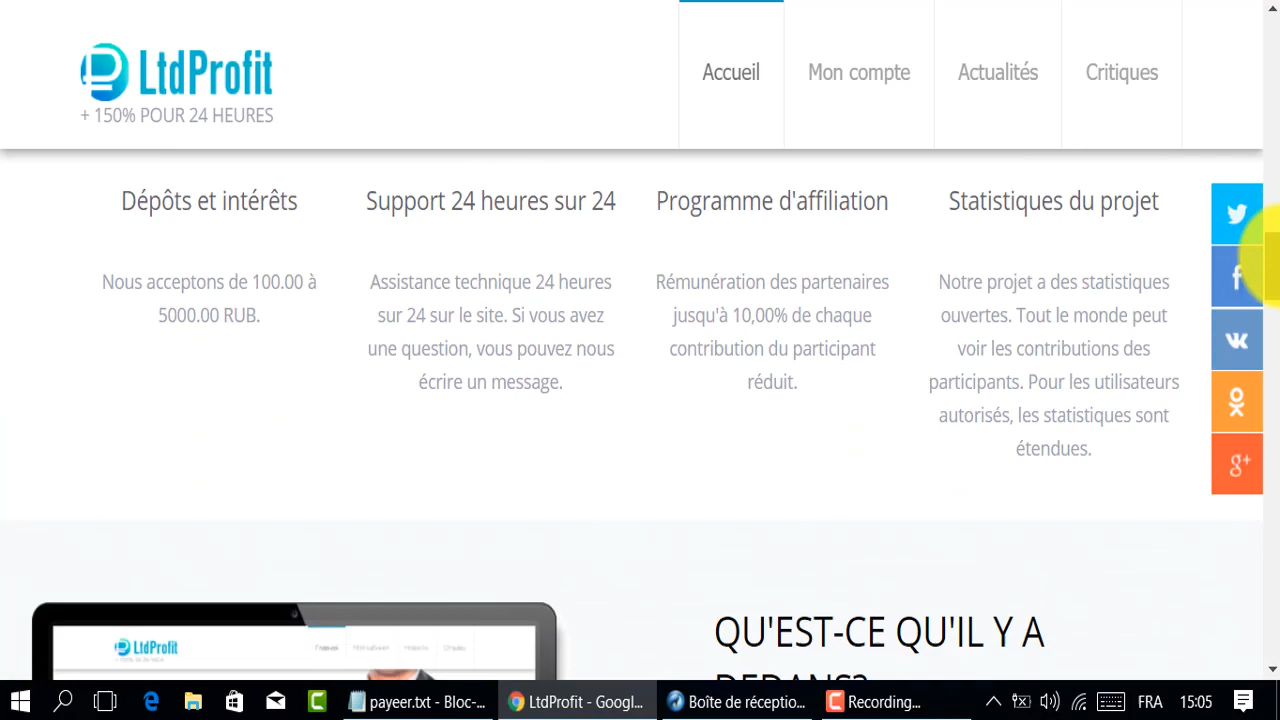 LtdProfit
+ 150% POUR 24 HEURES
Accueil
Mon compte
Actualités
Critiques
Dépôts et intérêts
Nous acceptons de 100.00 à
5000.00 RUB.
Support 24 heures sur 24
Assistance technique 24 heures
sur 24 sur le site. Si vous avez
une question, vous pouvez nous
écrire un message.
Programme d'affiliation
Rémunération des partenaires
jusqu'à 10,00% de chaque
contribution du participant
réduit.
Statistiques du projet
Notre projet a des statistiques
ouvertes. Tout le monde peut
voir les contributions des
participants. Pour les utilisateurs
autorisés, les statistiques sont
étendues.
g+
QU'EST-CE QU'IL Y A
DEDANS?
LtdProfit
payeer.txt - Bloc-...
LtdProfit - Googl...
Boîte de réceptio...
Recording...
FRA
15:05